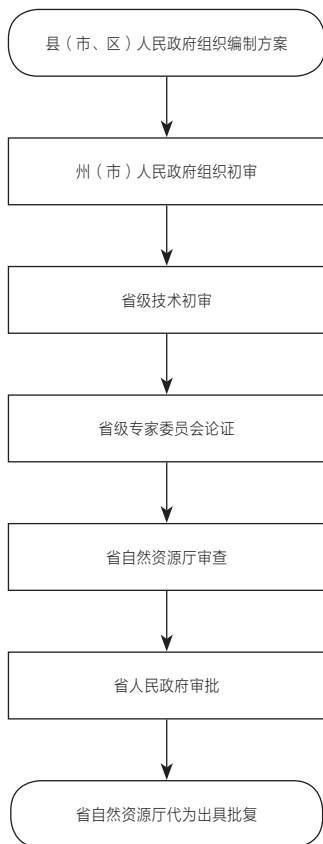 县（市、区）人民政府组织编制方案
州（市）人民政府组织初审
省级技术初审
省级专家委员会论证
省自然资源厅审查
省人民政府审批
省自然资源厅代为出具批复